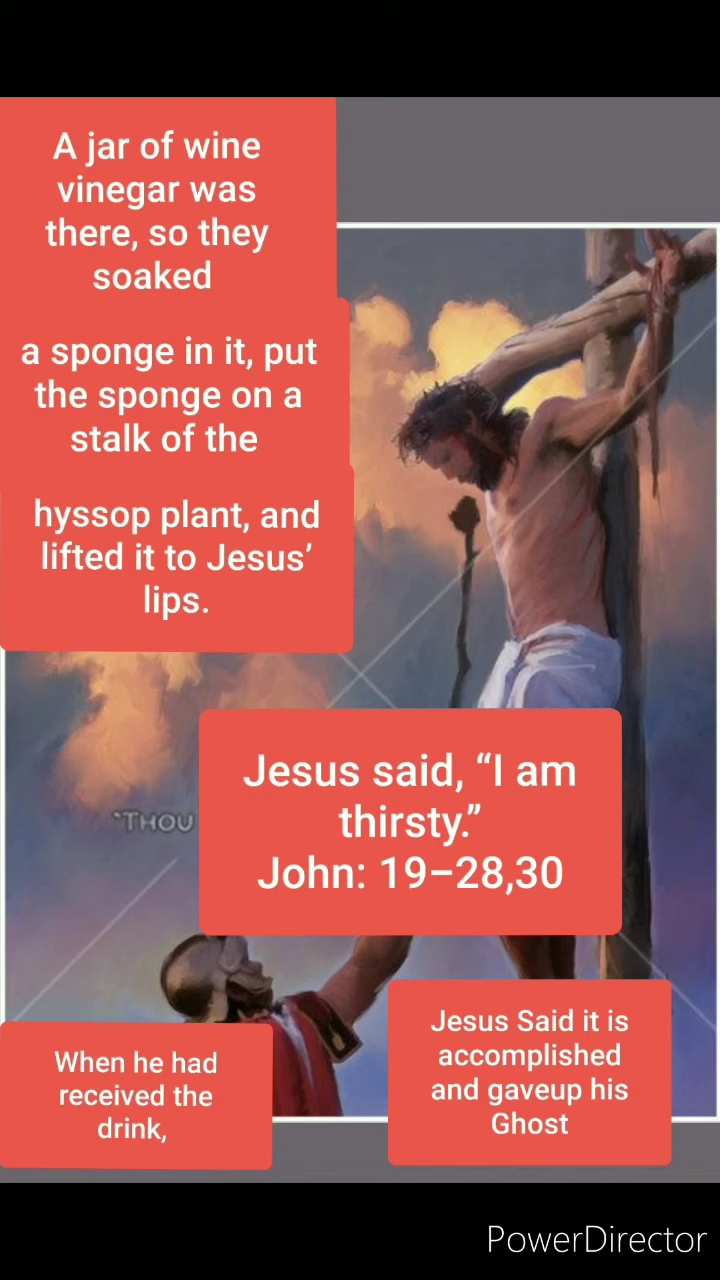 A jar of wine
vinegar was
there, so they
soaked
a sponge in it, put
the sponge on a
stalk of the
hyssop plant, and
lifted it to Jesus’
lips.
Jesus said, “I am
thirsty.”
John: 19–28,30
"THOU
When he had
received the
drink,
Jesus Said it is
accomplished
and gaveup his
Ghost
PowerDirector